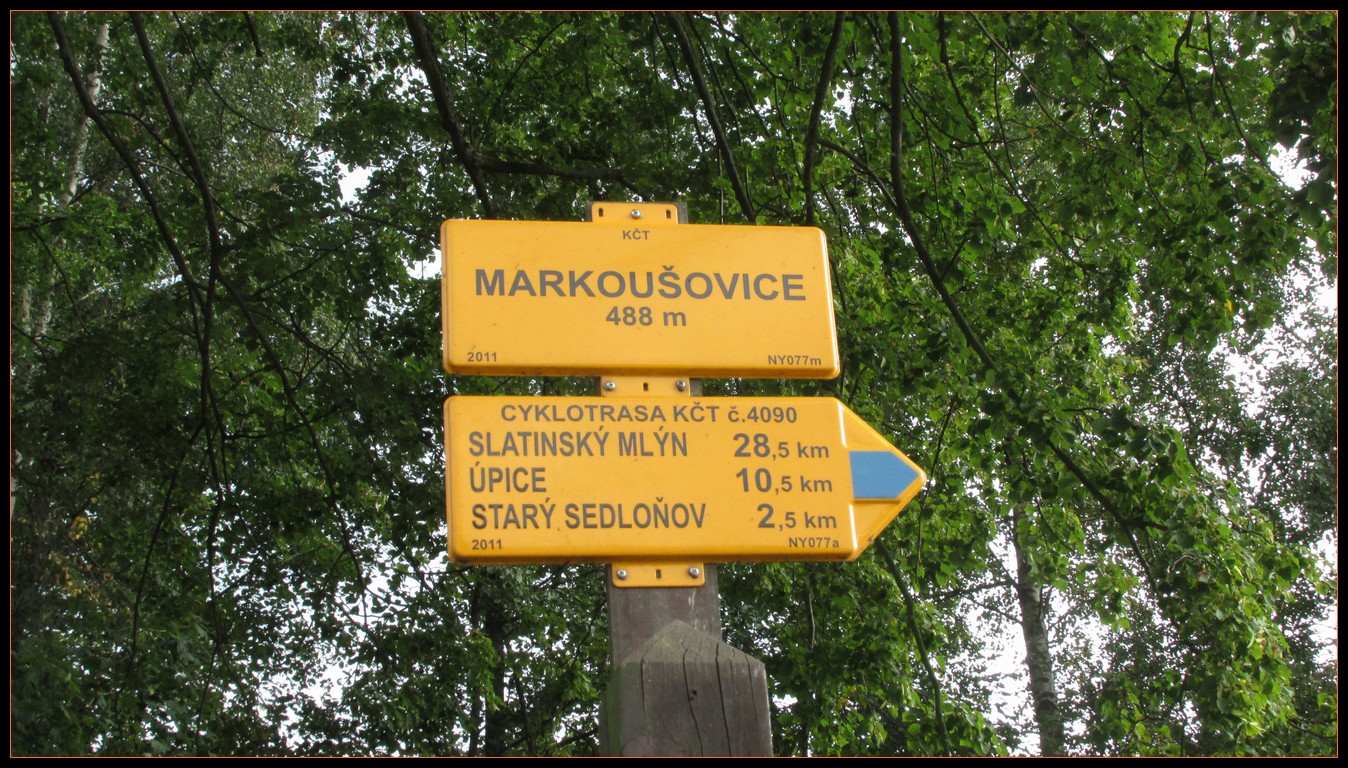 KČT
MARKOUŠOVICE
488 m
2011 NY077m
CYKLOTRASA KČT č.4090
SLATINSKÝ MLÝN 28,5 km
ÚPICE 10,5 km
STARÝ SEDLOŇOV 2,5 km
2011 NY077a